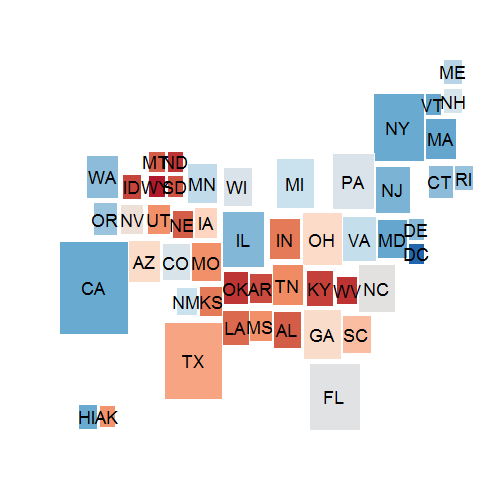 ME
VT NH
NY MA
WA MT ND
ID WY SD MN WI MI PA NJ CT RI
OR NV UT NE IA IL IN OH VA MD DE
AZ CO MO DC
CA NM KS OK AR TN KY WV NC
LA MS AL GA SC
TX
FL
HI AK